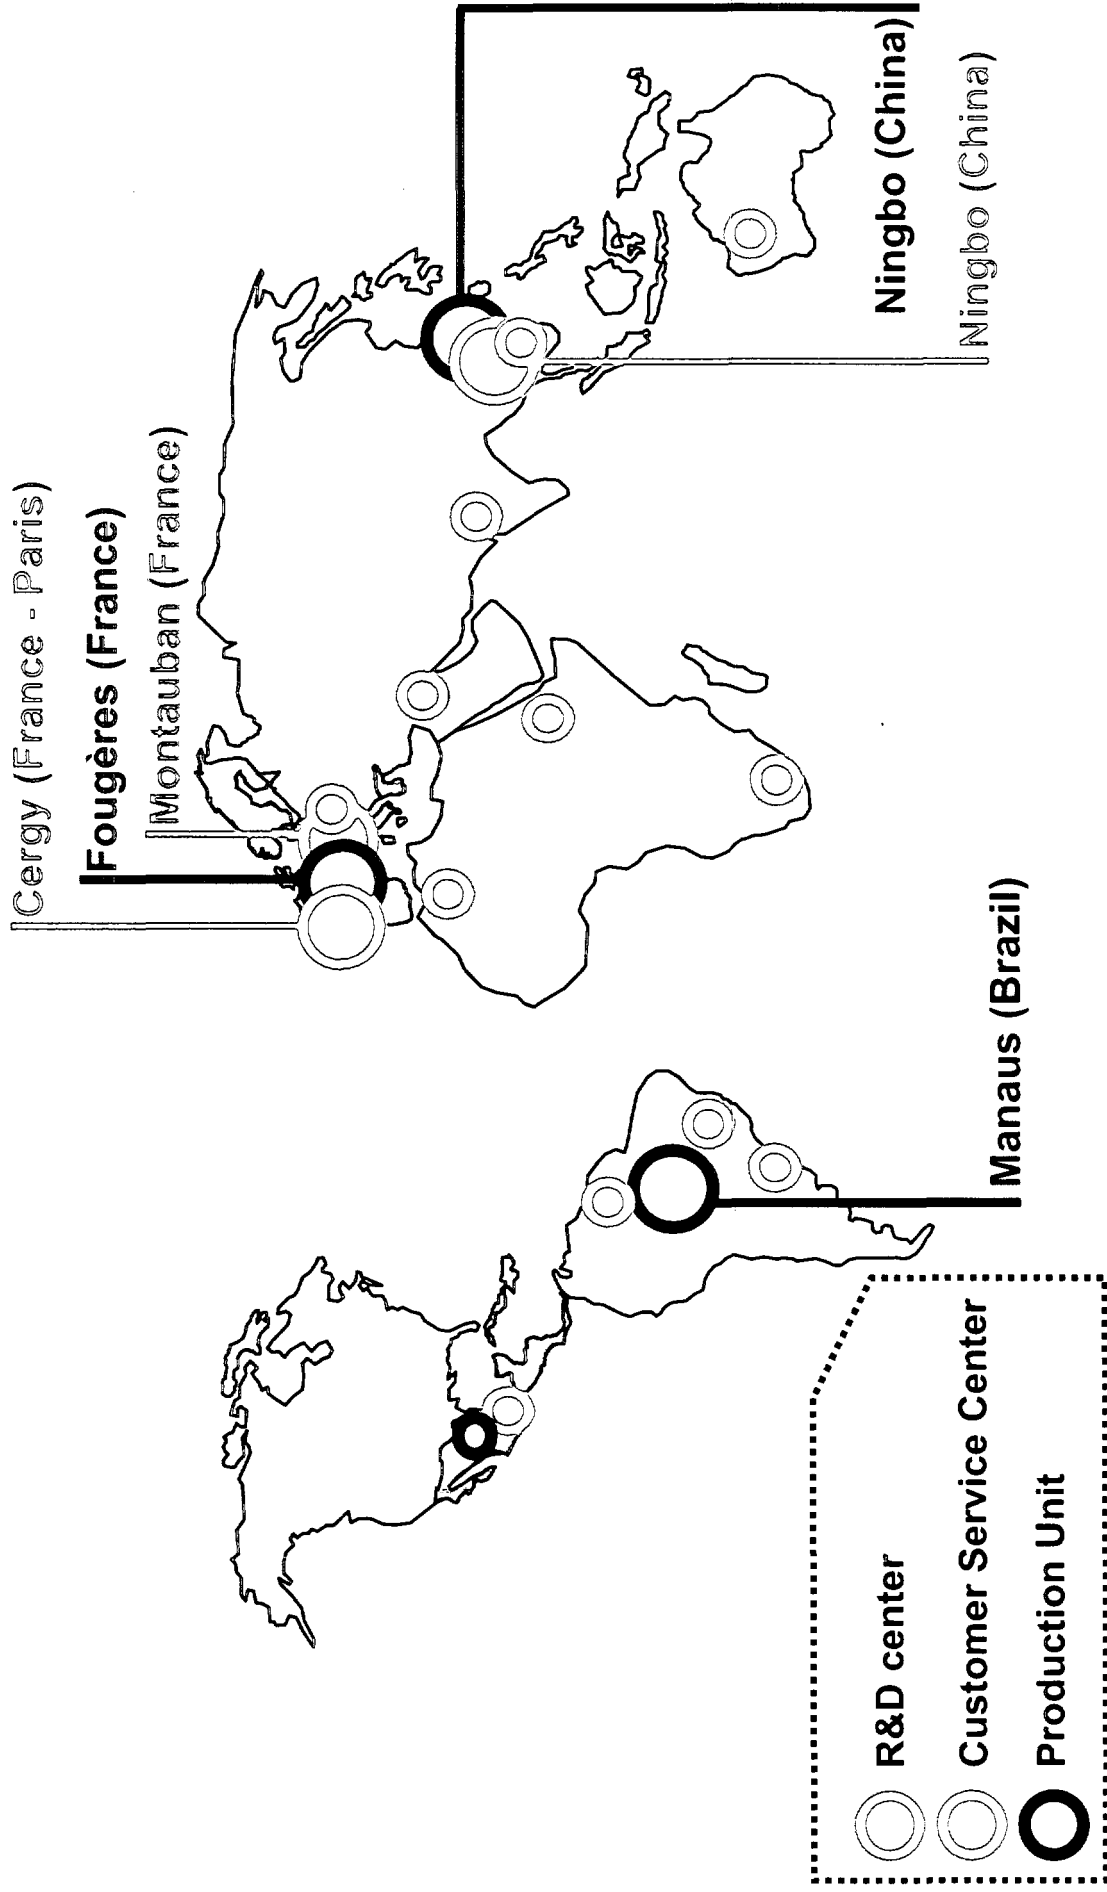 Cergy (France - Paris)
Fougères (France)
Montauban (France)
Ningbo (China)
Ningbo (China)
Manaus (Brazil)
R&D center
Customer Service Center
Production Unit